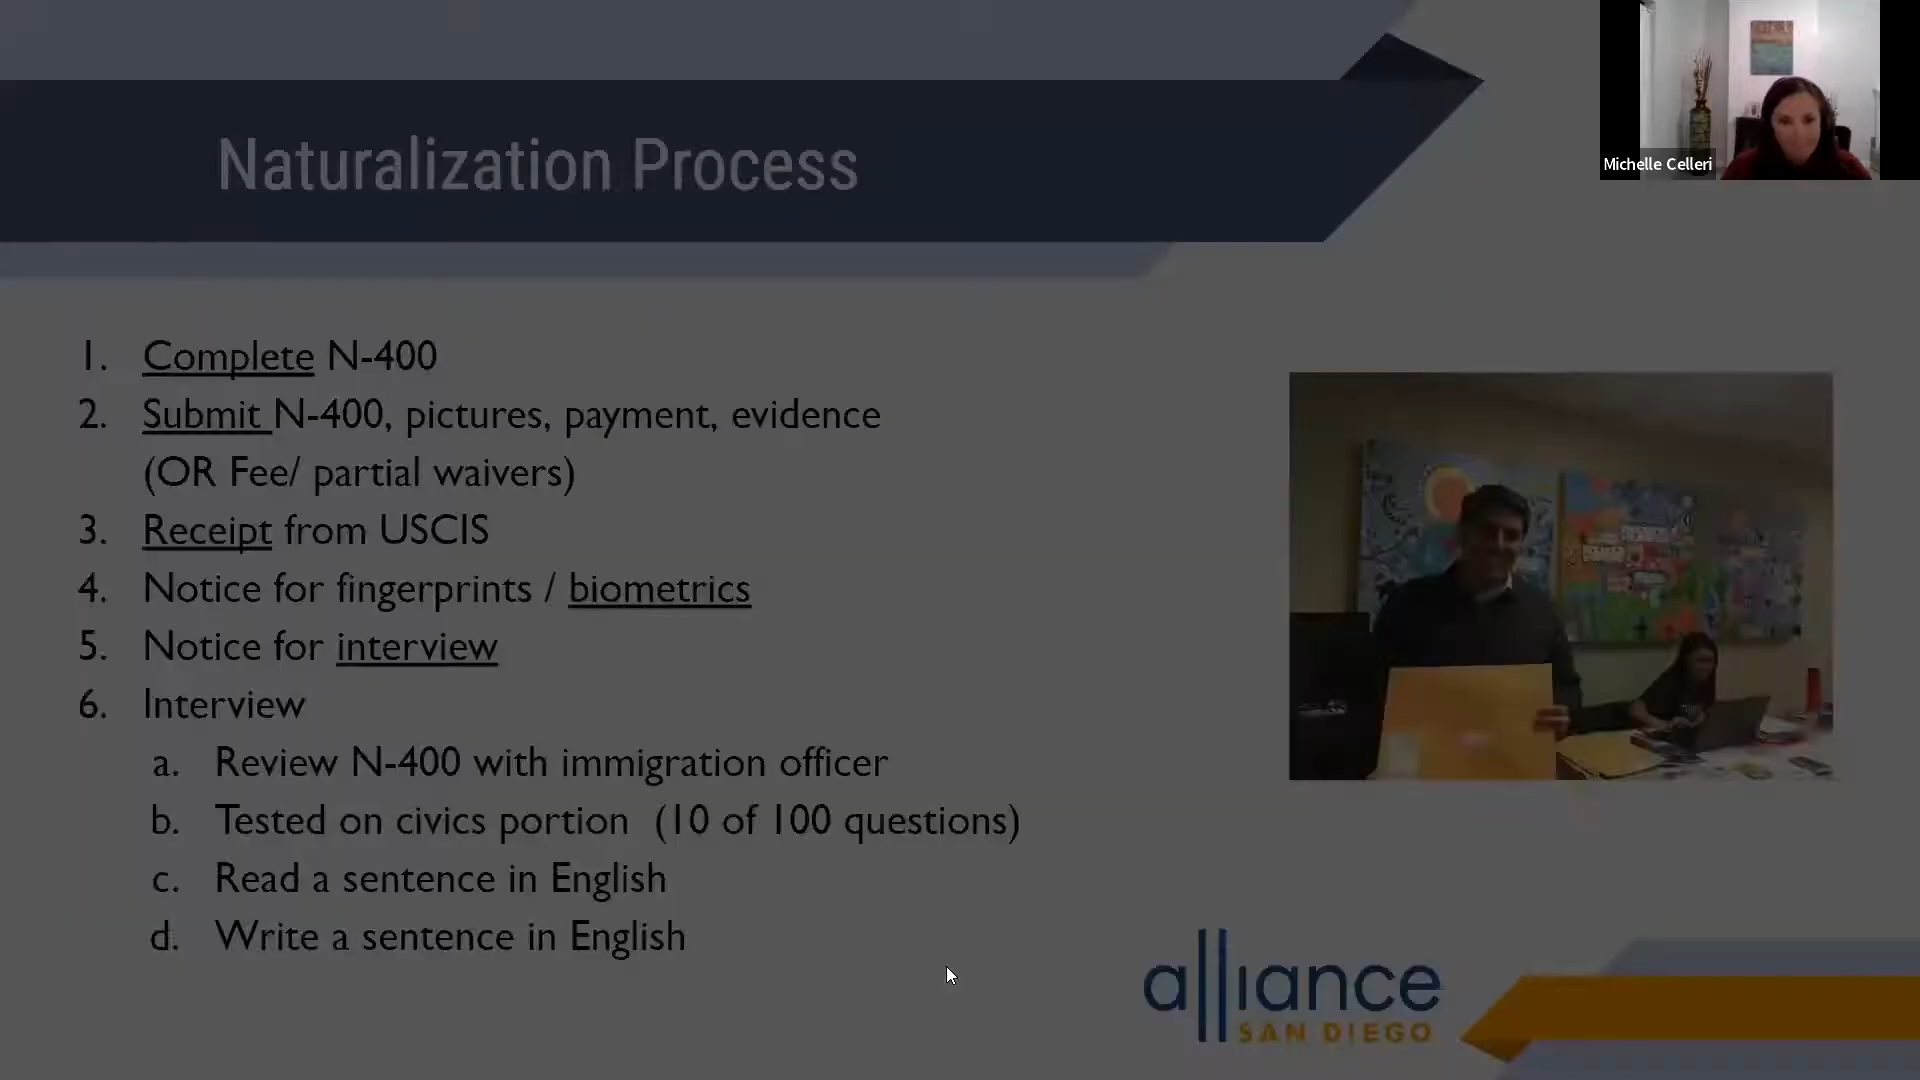 Naturalization Process
Michelle Celleri
1. Complete N-400
2. Submit N-400, pictures, payment, evidence
(OR Fee/ partial waivers)
3. Receipt from USCIS
4. Notice for fingerprints / biometrics
5. Notice for interview
6. Interview
a. Review N-400 with immigration officer
b. Tested on civics portion (10 of 100 questions)
c. Read a sentence in English
d. Write a sentence in English
alliance
SAN DIEGO